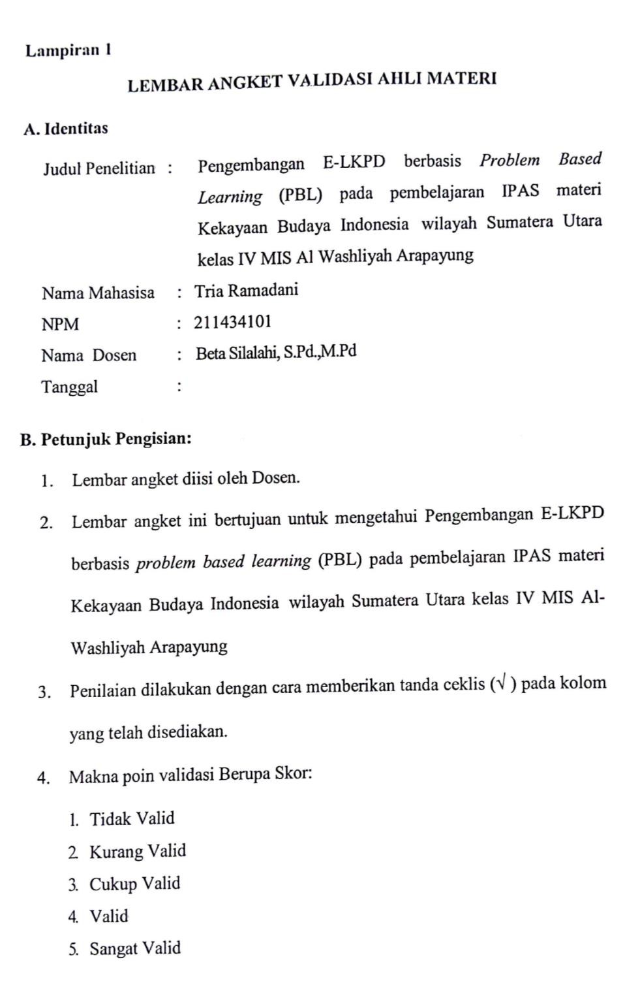 Lampiran 1
LEMBAR ANGKET VALIDASI AHLI MATERI
A. Identitas
Judul Penelitian : Pengembangan E-LKPD berbasis Problem Based
Learning (PBL) pada pembelajaran IPAS materi
Kekayaan Budaya Indonesia wilayah Sumatera Utara
kelas IV MIS Al Washliyah Arapayung
Nama Mahasisa : Tria Ramadani
NPM : 211434101
Nama Dosen : Beta Silalahi, S.Pd.,M.Pd
Tanggal :
B. Petunjuk Pengisian:
1. Lembar angket diisi oleh Dosen.
2. Lembar angket ini bertujuan untuk mengetahui Pengembangan E-LKPD
berbasis problem based learning (PBL) pada pembelajaran IPAS materi
Kekayaan Budaya Indonesia wilayah Sumatera Utara kelas IV MIS Al-
Washliyah Arapayung
3. Penilaian dilakukan dengan cara memberikan tanda ceklis (√ ) pada kolom
yang telah disediakan.
4. Makna poin validasi Berupa Skor:
1. Tidak Valid
2 Kurang Valid
3. Cukup Valid
4. Valid
5. Sangat Valid